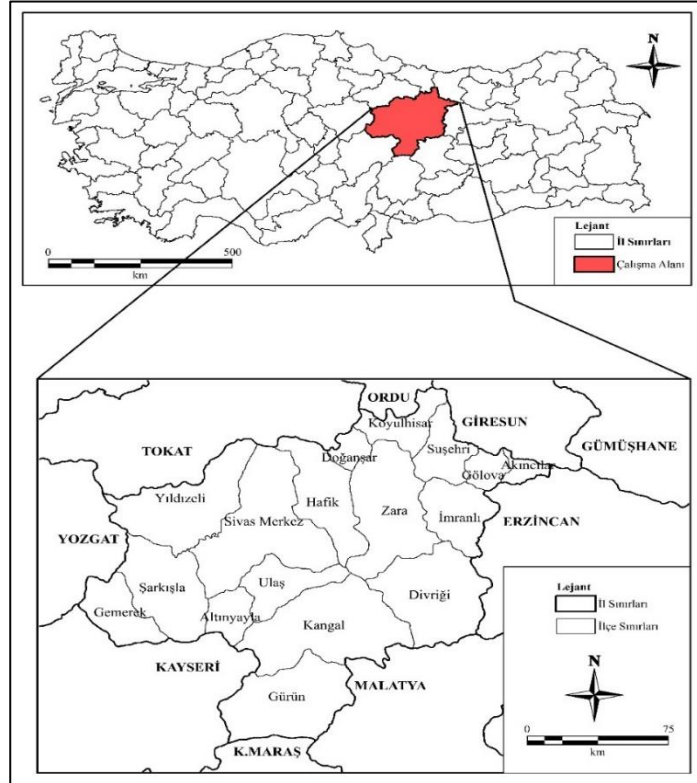 N
Lejant
İl Sınırları
Çalışma Alanı
0 500
km
ORDU
Koyulhisar
GİRESUN
TOKAT
Suşehri
GÜMÜŞHANE
Doğanşar
Akıncılar
Gölova
Yıldızeli
Hafik
Zara
Sivas Merkez
İmranlı
ERZİNCAN
YOZGAT
Şarkışla
Ulaş
Divriği
Gemerek
Altınyayla
Kangal
KAYSERİ
MALATYA
Gürün
K.MARAŞ
Lejant
İl Sınırları
İlçe Sınırları
N
0 75
km